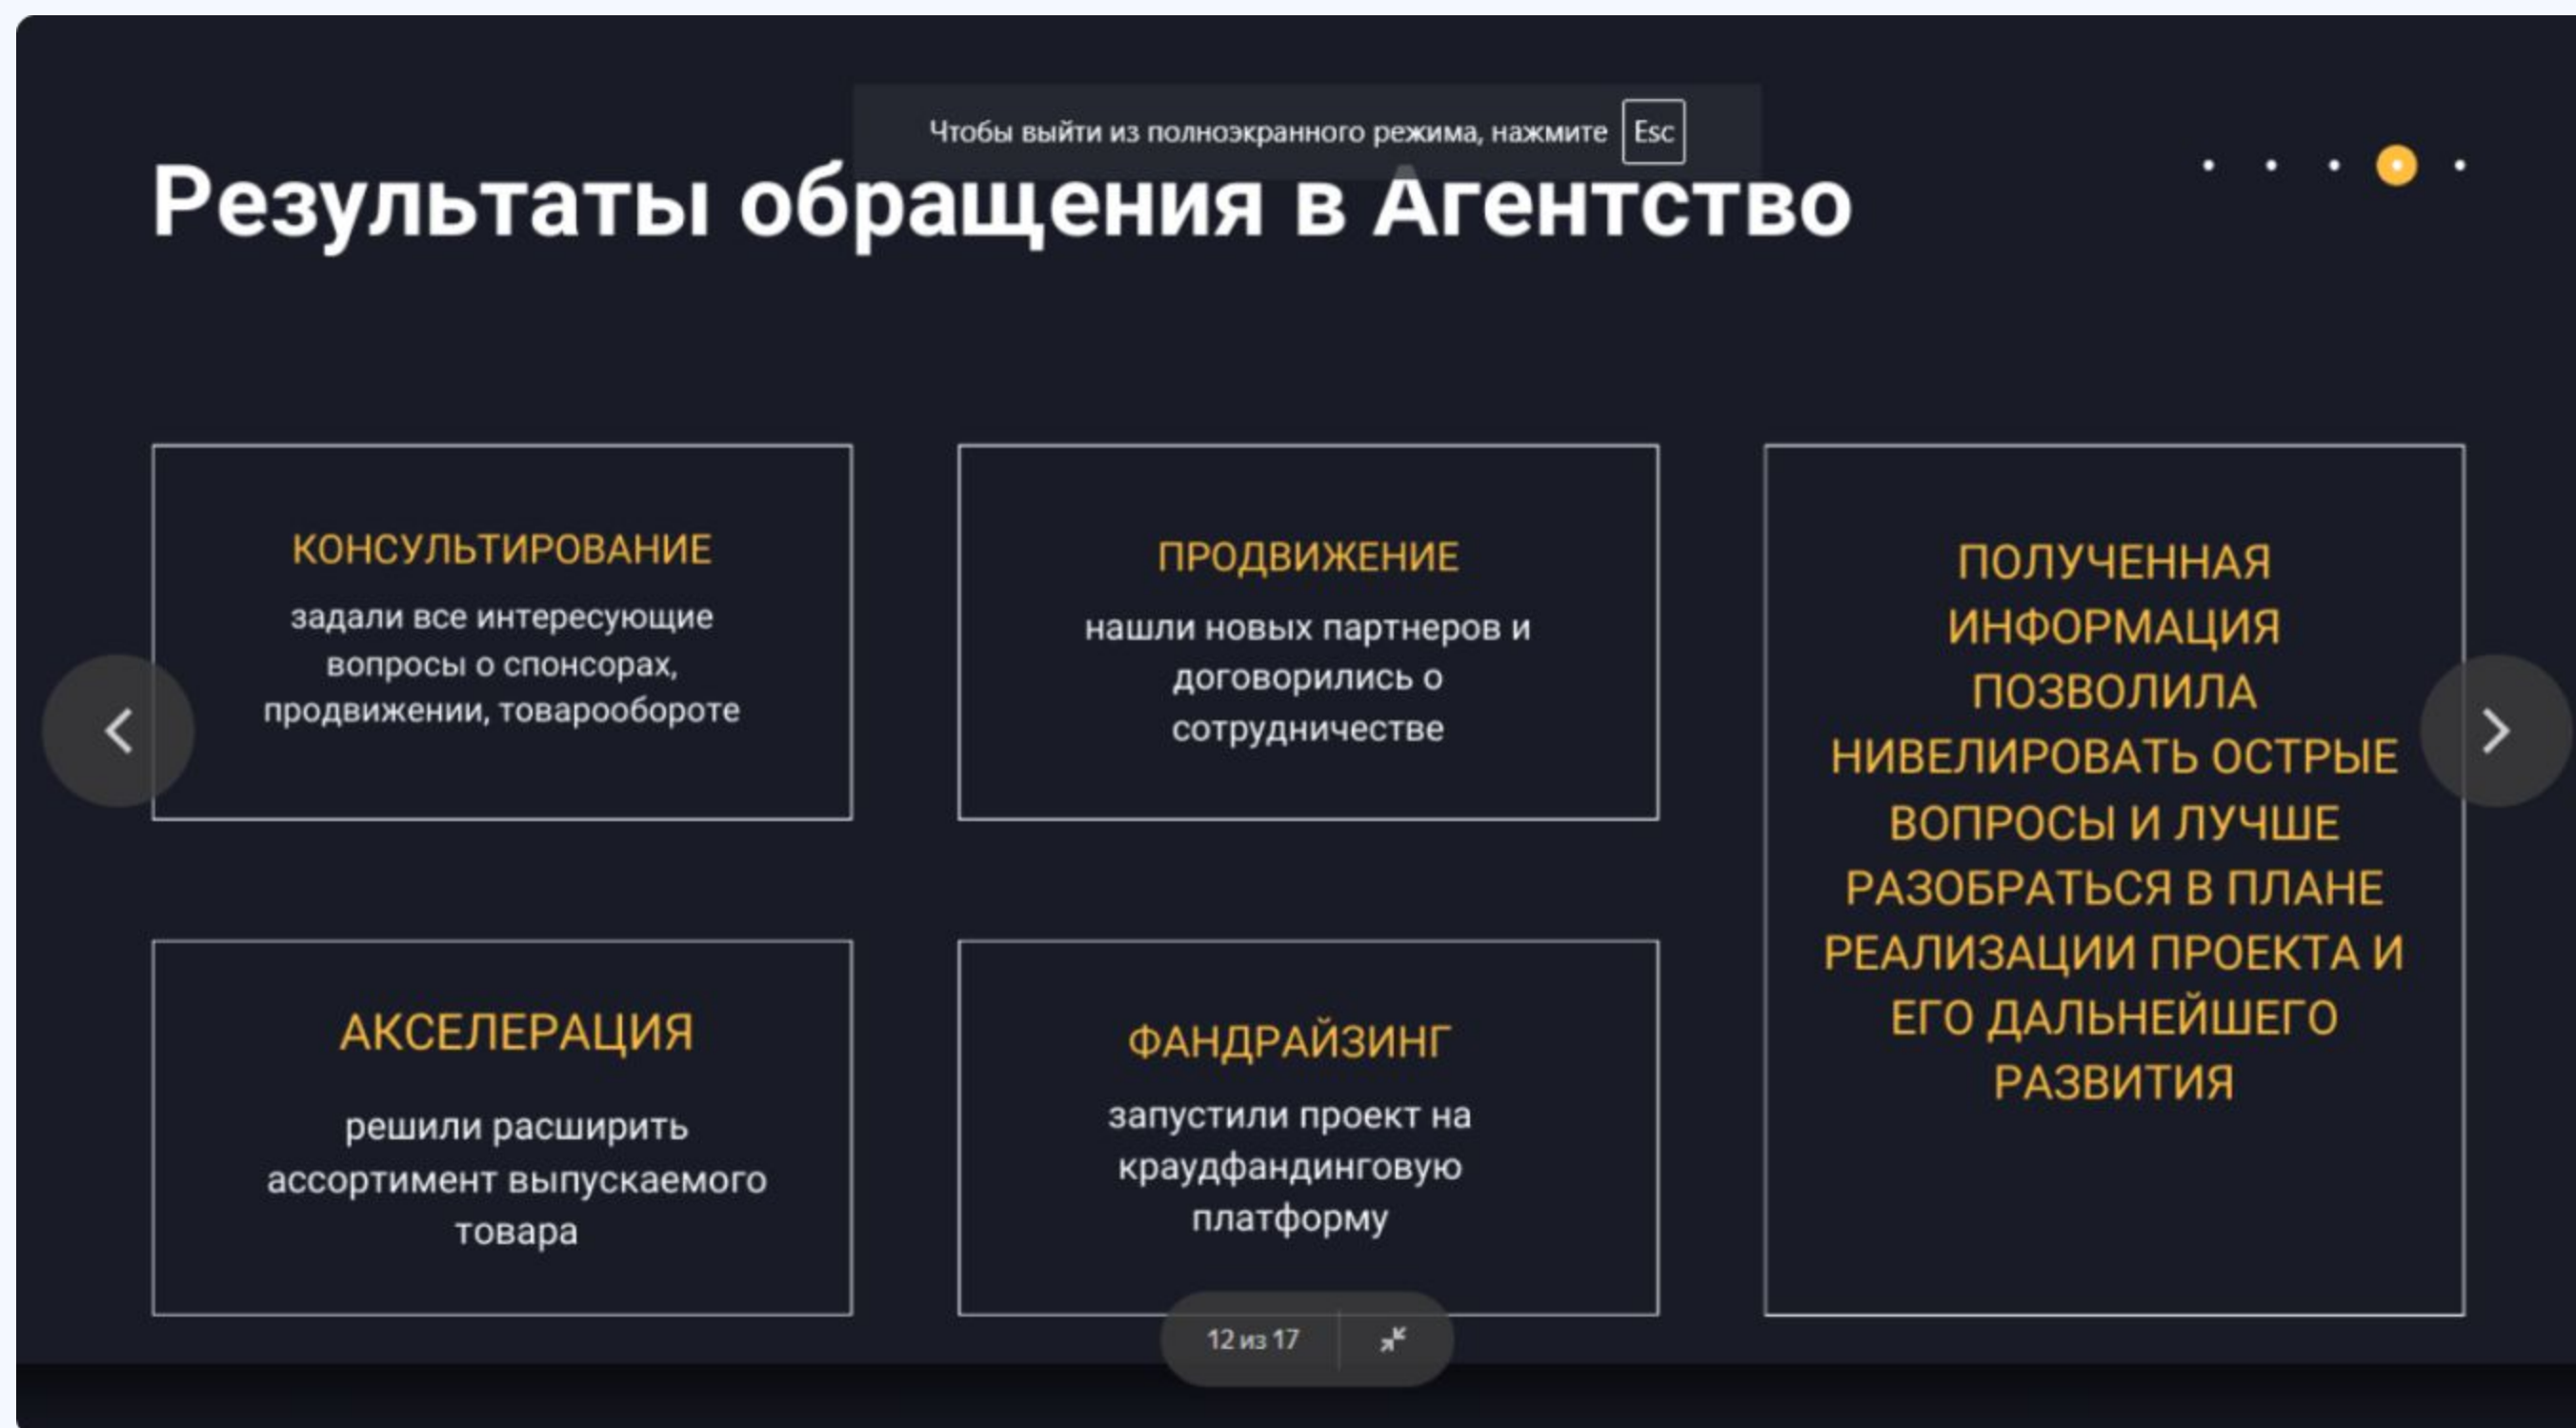 Чтобы выйти из полноэкранного режима, нажмите Esc
Результаты обращения в Агентство
КОНСУЛЬТИРОВАНИЕ
задали все интересующие
вопросы о спонсорах,
продвижении, товарообороте
ПРОДВИЖЕНИЕ
нашли новых партнеров и
договорились о
сотрудничестве
ПОЛУЧЕННАЯ
ИНФОРМАЦИЯ
ПОЗВОЛИЛА
НИВЕЛИРОВАТЬ ОСТРЫЕ
ВОПРОСЫ И ЛУЧШЕ
РАЗОБРАТЬСЯ В ПЛАНЕ
РЕАЛИЗАЦИИ ПРОЕКТА И
ЕГО ДАЛЬНЕЙШЕГО
РАЗВИТИЯ
АКСЕЛЕРАЦИЯ
решили расширить
ассортимент выпускаемого
товара
ФАНДРАЙЗИНГ
запустили проект на
краудфандинговую
платформу
12 из 17